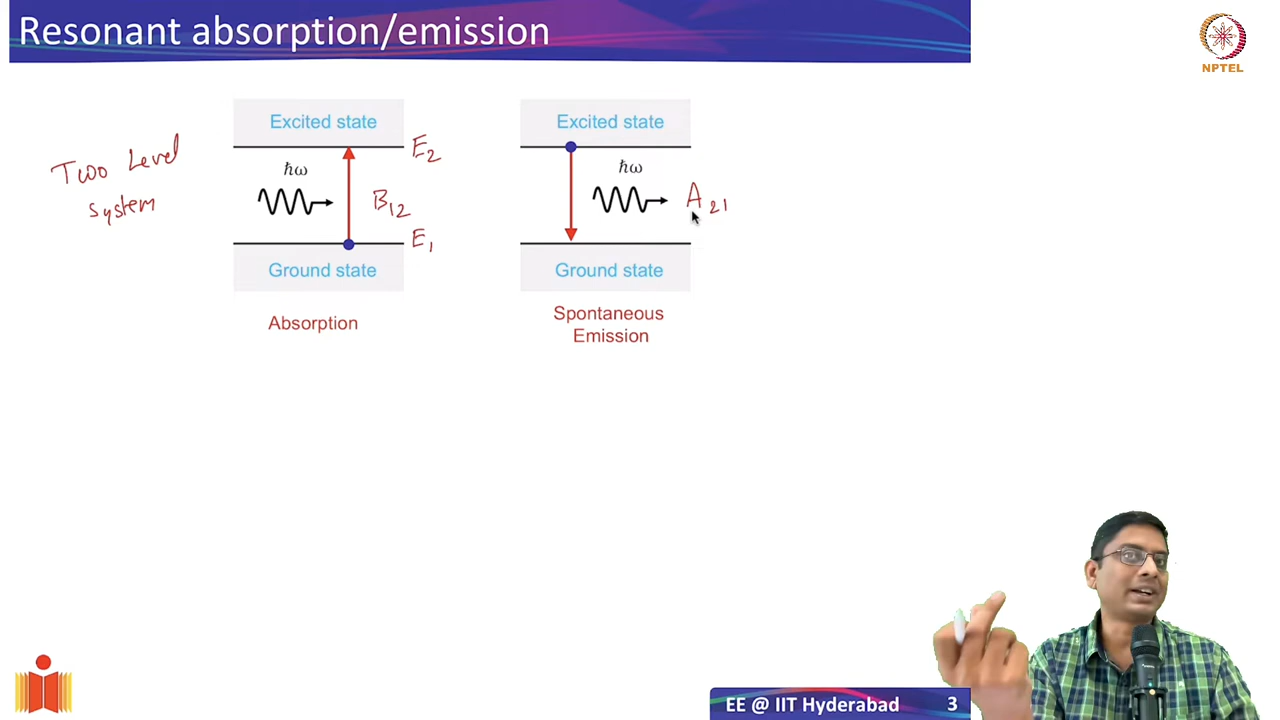 Resonant absorption/emission
NPTEL
Two Level
system
Excited state
ħω
E2
B12
E1
Ground state
Absorption
Excited state
ħω
A21
Ground state
Spontaneous
Emission
EE @ IIT Hyderabad 3